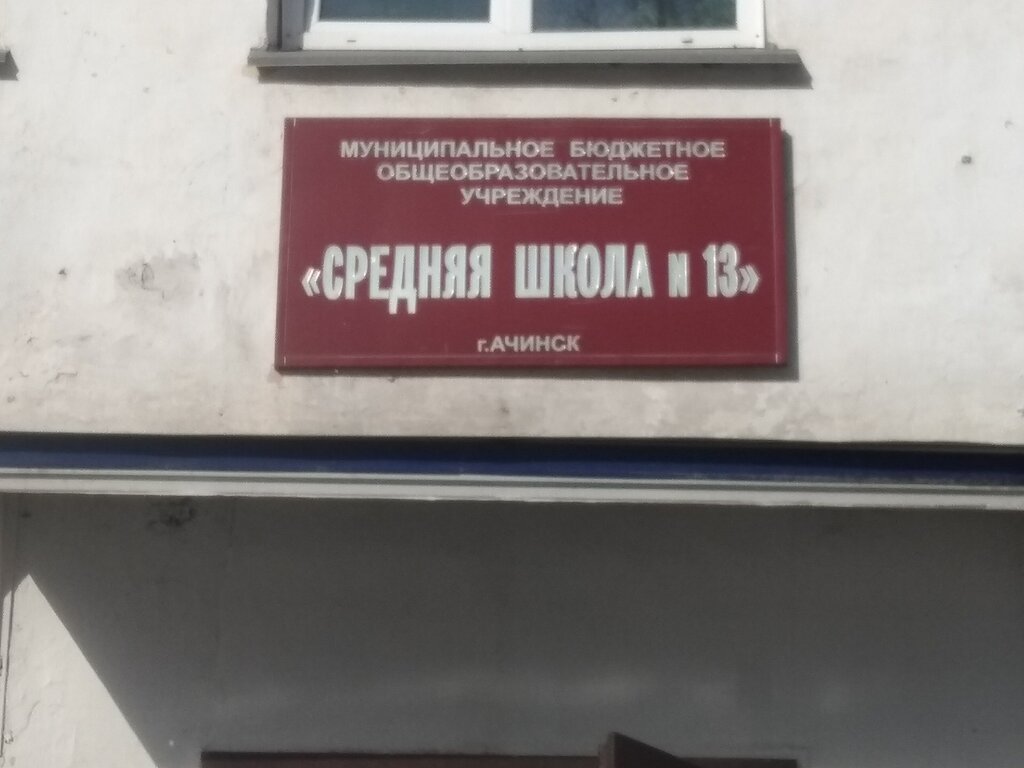 МУНИЦИПАЛЬНОЕ БЮДЖЕТНОЕ
ОБЩЕОБРАЗОВАТЕЛЬНОЕ
УЧРЕЖДЕНИЕ
«СРЕДНЯЯ ШКОЛА N 13»
г.АЧИНСК